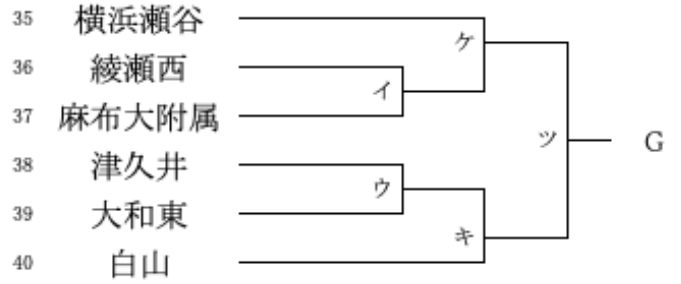 35 横浜瀬谷
ケ
36 綾瀬西
イ
37 麻布大附属
ツ G
38 津久井
ウ
39 大和東
キ
40 白山